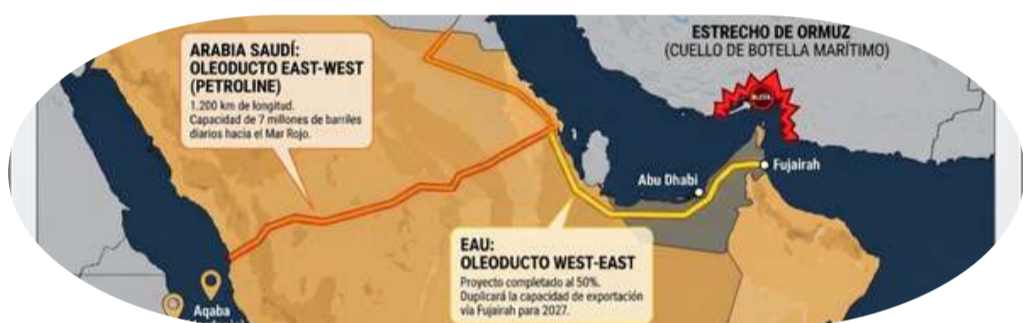 ARABIA SAUDÍ:
OLEODUCTO EAST-WEST
(PETROLINE)
1.200 km de longitud.
Capacidad de 7 millones de barriles
diarios hacia el Mar Rojo.
ESTRECHO DE ORMUZ
(CUELLO DE BOTELLA MARÍTIMO)
Fujairah
Abu Dhabi
EAU:
OLEODUCTO WEST-EAST
Proyecto completado al 50%.
Duplicará la capacidad de exportación
vía Fujairah para 2027.
Aqaba